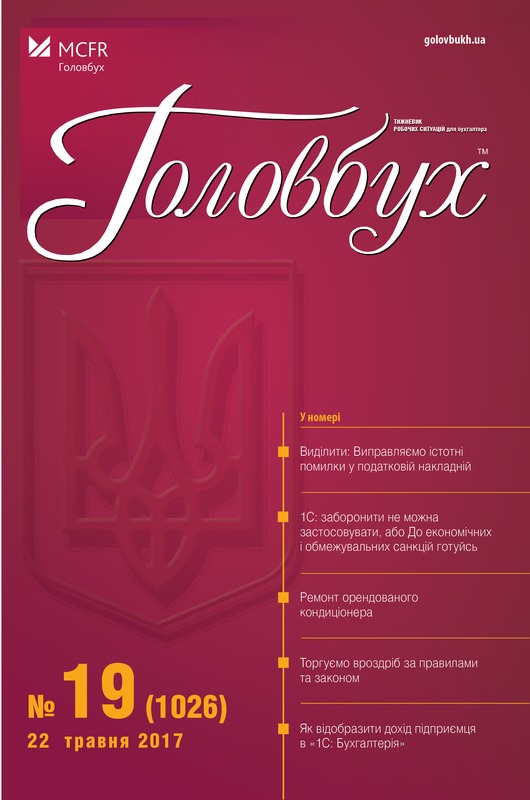 MCFR
Головбух
golovbukh.ua
ТИЖНЕВИК
РОБОЧИХ СИТУАЦІЙ для бухгалтера
Головбух™
У номері
Виділити: Виправляємо істотні
помилки у податковій накладній
1С: заборонити не можна
застосовувати, або До економічних
і обмежувальних санкцій готуйсь
Ремонт орендованого
кондиціонера
Торгуємо вроздріб за правилами
та законом
Як відобразити дохід підприємця
в «1С: Бухгалтерія»
№ 19 (1026)
22 травня 2017